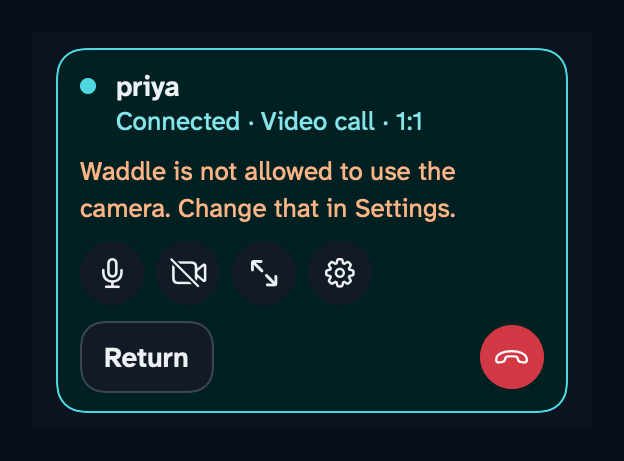 priya
Connected · Video call · 1:1
Waddle is not allowed to use the
camera. Change that in Settings.
Return